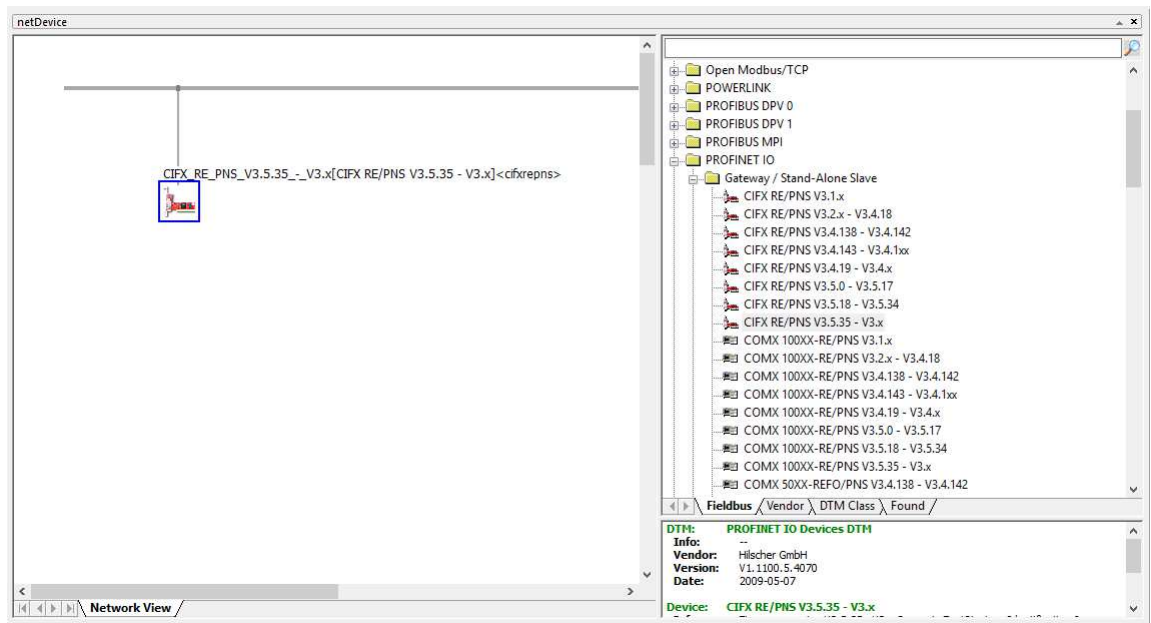 netDevice
CIFX_RE_PNS_V3.5.35_-_V3.x[CIFX RE/PNS V3.5.35 - V3.x]<cifxrepns>
Network View
Open Modbus/TCP
POWERLINK
PROFIBUS DPV 0
PROFIBUS DPV 1
PROFIBUS MPI
PROFINET IO
Gateway / Stand-Alone Slave
CIFX RE/PNS V3.1.x
CIFX RE/PNS V3.2.x - V3.4.18
CIFX RE/PNS V3.4.138 - V3.4.142
CIFX RE/PNS V3.4.143 - V3.4.1xx
CIFX RE/PNS V3.4.19 - V3.4.x
CIFX RE/PNS V3.5.0 - V3.5.17
CIFX RE/PNS V3.5.18 - V3.5.34
CIFX RE/PNS V3.5.35 - V3.x
COMX 100XX-RE/PNS V3.1.x
COMX 100XX-RE/PNS V3.2.x - V3.4.18
COMX 100XX-RE/PNS V3.4.138 - V3.4.142
COMX 100XX-RE/PNS V3.4.143 - V3.4.1xx
COMX 100XX-RE/PNS V3.4.19 - V3.4.x
COMX 100XX-RE/PNS V3.5.0 - V3.5.17
COMX 100XX-RE/PNS V3.5.18 - V3.5.34
COMX 100XX-RE/PNS V3.5.35 - V3.x
COMX 50XX-REFO/PNS V3.4.138 - V3.4.142
Fieldbus Vendor DTM Class Found
DTM: PROFINET IO Devices DTM
Info: --
Vendor: Hilscher GmbH
Version: V1.1100.5.4070
Date: 2009-05-07
Device: CIFX RE/PNS V3.5.35 - V3.x